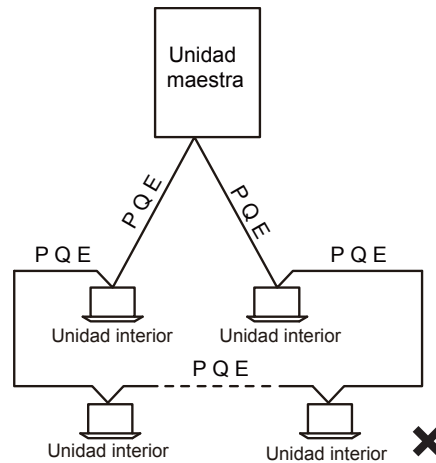 Unidad
maestra
P Q E
P Q E
P Q E
P Q E
Unidad interior
Unidad interior
P Q E
Unidad interior
Unidad interior